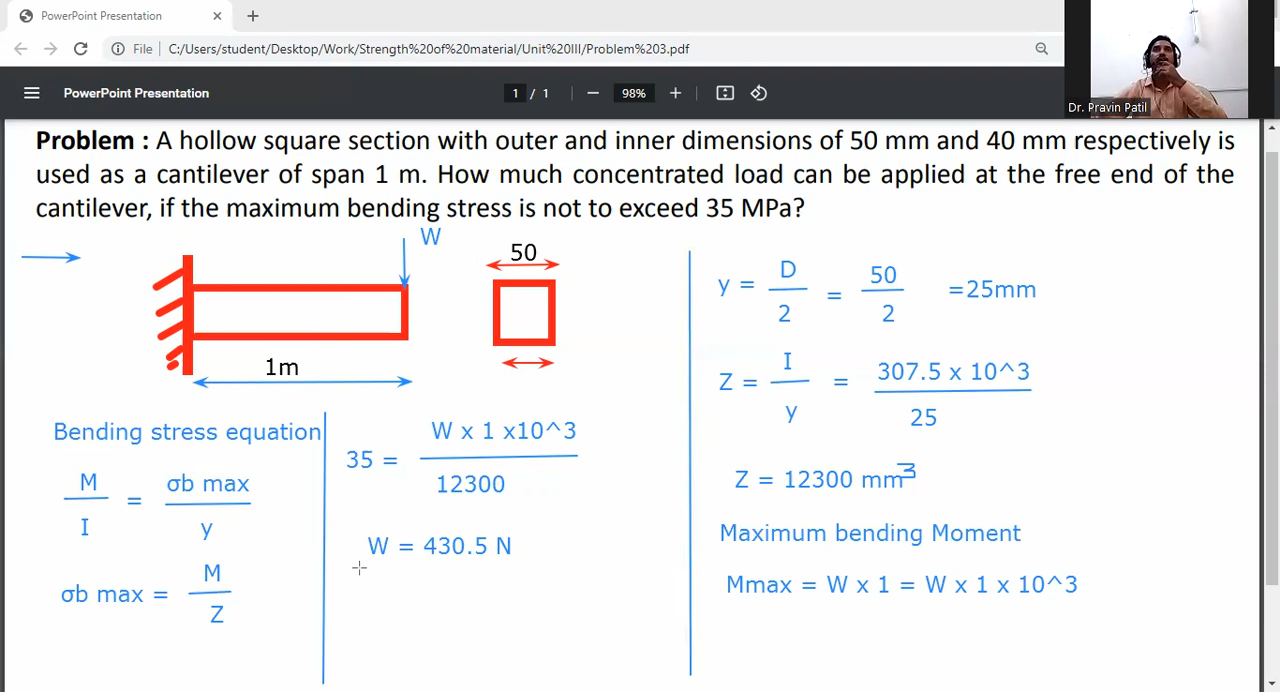 PowerPoint Presentation
File
C:/Users/student/Desktop/Work/Strength%20of%20material/Unit%20III/Problem%203.pdf
PowerPoint Presentation
1 / 1
98%
Dr. Pravin Patil
Problem : A hollow square section with outer and inner dimensions of 50 mm and 40 mm respectively is
used as a cantilever of span 1 m. How much concentrated load can be applied at the free end of the
cantilever, if the maximum bending stress is not to exceed 35 MPa?
W
50
1m
Bending stress equation
M
I
=
σb max
y
σb max =
M
Z
35 =
W x 1 x10^3
12300
W = 430.5 N
y =
D
2
=
50
2
=25mm
Z =
I
y
=
307.5 x 10^3
25
Z = 12300 mm3
Maximum bending Moment
Mmax = W x 1 = W x 1 x 10^3